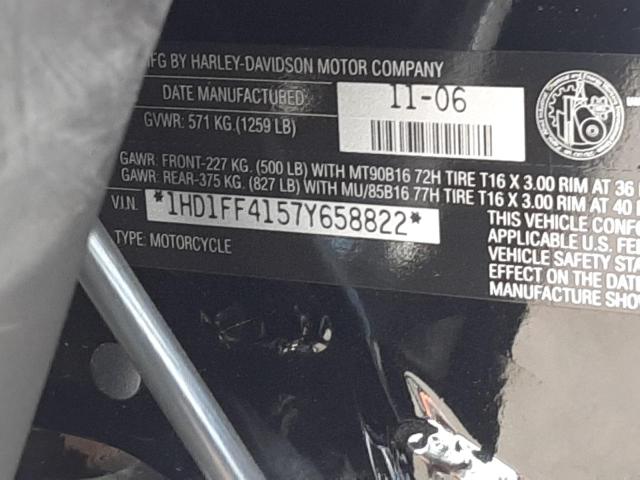 MFG BY HARLEY-DAVIDSON MOTOR COMPANY
DATE MANUFACTURED: 11-06
GVWR: 571 KG.(1259 LB)
GAWR: FRONT-227 KG. (500 LB) WITH MT90B16 72H TIRE T16 X 3.00 RIM AT 36
GAWR: REAR-375 KG. (827 LB) WITH MU/85B16 77H TIRE T16 X 3.00 RIM AT 40
V.I.N. *1HD1FF4157Y658822*
TYPE: MOTORCYCLE
THIS VEHICLE CONFO
APPLICABLE U.S. FE
VEHICLE SAFETY STA
EFFECT ON THE DAT
MANUFACTURE SHO